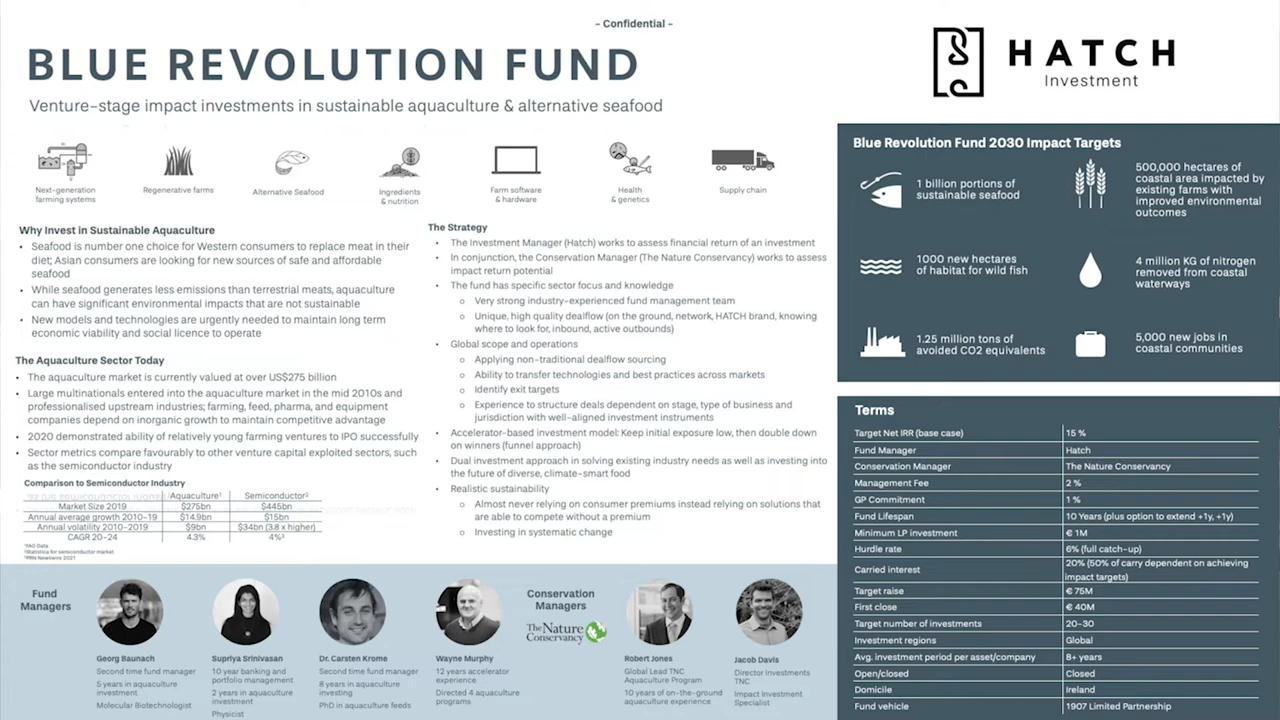 – Confidential –
BLUE REVOLUTION FUND
Venture-stage impact investments in sustainable aquaculture & alternative seafood
HATCH
Investment
Next-generation
farming systems
Regenerative farms
Alternative Seafood
Ingredients
& nutrition
Farm software
& hardware
Health
& genetics
Supply chain
Why Invest in Sustainable Aquaculture
• Seafood is number one choice for Western consumers to replace meat in their
diet; Asian consumers are looking for new sources of safe and affordable
seafood
• While seafood generates less emissions than terrestrial meats, aquaculture
can have significant environmental impacts that are not sustainable
• New models and technologies are urgently needed to maintain long term
economic viability and social licence to operate
The Aquaculture Sector Today
• The aquaculture market is currently valued at over US$275 billion
• Large multinationals entered into the aquaculture market in the mid 2010s and
professionalised upstream industries; farming, feed, pharma, and equipment
companies depend on inorganic growth to maintain competitive advantage
• 2020 demonstrated ability of relatively young farming ventures to IPO successfully
• Sector metrics compare favourably to other venture capital exploited sectors, such
as the semiconductor industry
Comparison to Semiconductor Industry
Aquaculture¹ Semiconductor²
Market Size 2019 $275bn $445bn
Annual average growth 2010-19 $14.9bn $15bn
Annual volatility 2010-2019 $9bn $34bn (3.8 x higher)
CAGR 20-24 4.3% 4%³
¹FAO Data
²Statistica for semiconductor market
³PRN Newswire 2021
The Strategy
• The Investment Manager (Hatch) works to assess financial return of an investment
• In conjunction, the Conservation Manager (The Nature Conservancy) works to assess
impact return potential
• The fund has specific sector focus and knowledge
o Very strong industry-experienced fund management team
o Unique, high quality dealflow (on the ground, network, HATCH brand, knowing
where to look for, inbound, active outbounds)
• Global scope and operations
o Applying non-traditional dealflow sourcing
o Ability to transfer technologies and best practices across markets
o Identify exit targets
o Experience to structure deals dependent on stage, type of business and
jurisdiction with well-aligned investment instruments
• Accelerator-based investment model: Keep initial exposure low, then double down
on winners (funnel approach)
• Dual investment approach in solving existing industry needs as well as investing into
the future of diverse, climate-smart food
• Realistic sustainability
o Almost never relying on consumer premiums instead relying on solutions that
are able to compete without a premium
o Investing in systematic change
Blue Revolution Fund 2030 Impact Targets
1 billion portions of
sustainable seafood
500,000 hectares of
coastal area impacted by
existing farms with
improved environmental
outcomes
1000 new hectares
of habitat for wild fish
4 million KG of nitrogen
removed from coastal
waterways
1.25 million tons of
avoided CO2 equivalents
5,000 new jobs in
coastal communities
Terms
Target Net IRR (base case) 15 %
Fund Manager Hatch
Conservation Manager The Nature Conservancy
Management Fee 2 %
GP Commitment 1 %
Fund Lifespan 10 Years (plus option to extend +1y, +1y)
Minimum LP investment € 1M
Hurdle rate 6% (full catch-up)
Carried interest 20% (50% of carry dependent on achieving
impact targets)
Target raise € 75M
First close € 40M
Target number of investments 20-30
Investment regions Global
Avg. investment period per asset/company 8+ years
Open/closed Closed
Domicile Ireland
Fund vehicle 1907 Limited Partnership
Fund
Managers
Georg Baunach
Second time fund manager
5 years in aquaculture
investment
Molecular Biotechnologist
Supriya Srinivasan
10 year banking and
portfolio management
2 years in aquaculture
investment
Physicist
Dr. Carsten Krome
Second time fund manager
8 years in aquaculture
investing
PhD in aquaculture feeds
Wayne Murphy
12 years accelerator
experience
Directed 4 aquaculture
programs
Conservation
Managers
The Nature
Conservancy
Robert Jones
Global Lead TNC
Aquaculture Program
10 years of on-the-ground
aquaculture experience
Jacob Davis
Director Investments
TNC
Impact Investment
Specialist